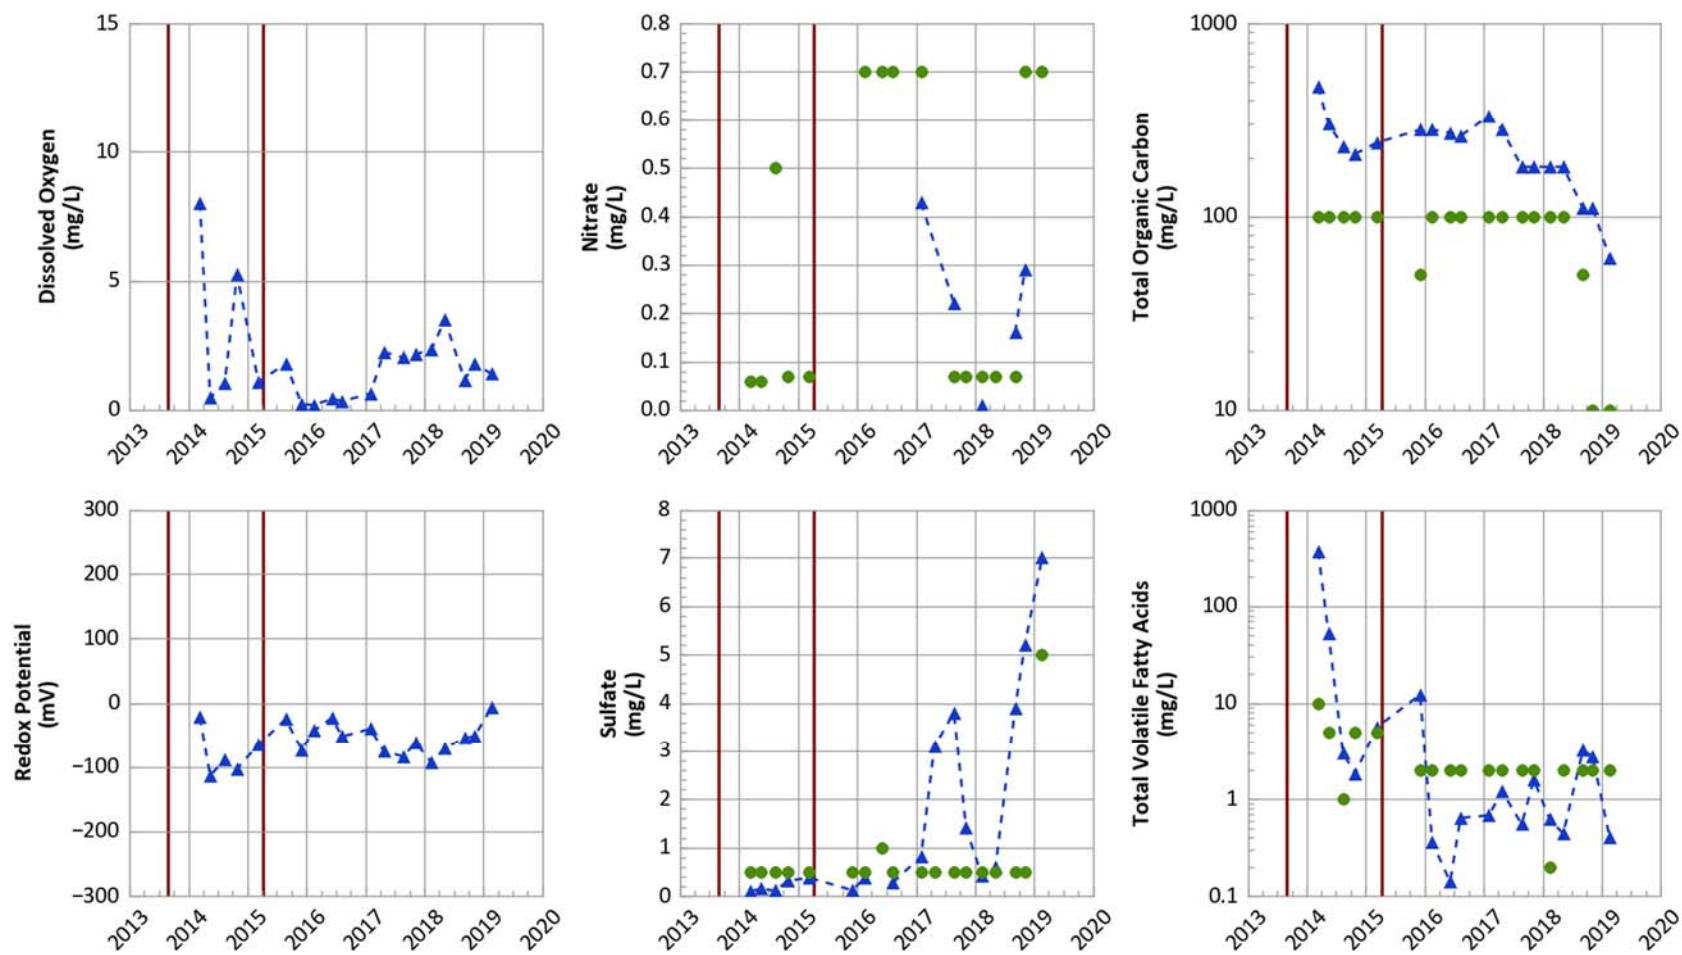 Dissolved Oxygen
(mg/L)
15
10
5
0
2013 2014 2015 2016 2017 2018 2019 2020
Nitrate
(mg/L)
0.8
0.7
0.6
0.5
0.4
0.3
0.2
0.1
0.0
2013 2014 2015 2016 2017 2018 2019 2020
Total Organic Carbon
(mg/L)
1000
100
10
2013 2014 2015 2016 2017 2018 2019 2020
Redox Potential
(mV)
300
200
100
0
−100
−200
−300
2013 2014 2015 2016 2017 2018 2019 2020
Sulfate
(mg/L)
8
7
6
5
4
3
2
1
0
2013 2014 2015 2016 2017 2018 2019 2020
Total Volatile Fatty Acids
(mg/L)
1000
100
10
1
0.1
2013 2014 2015 2016 2017 2018 2019 2020